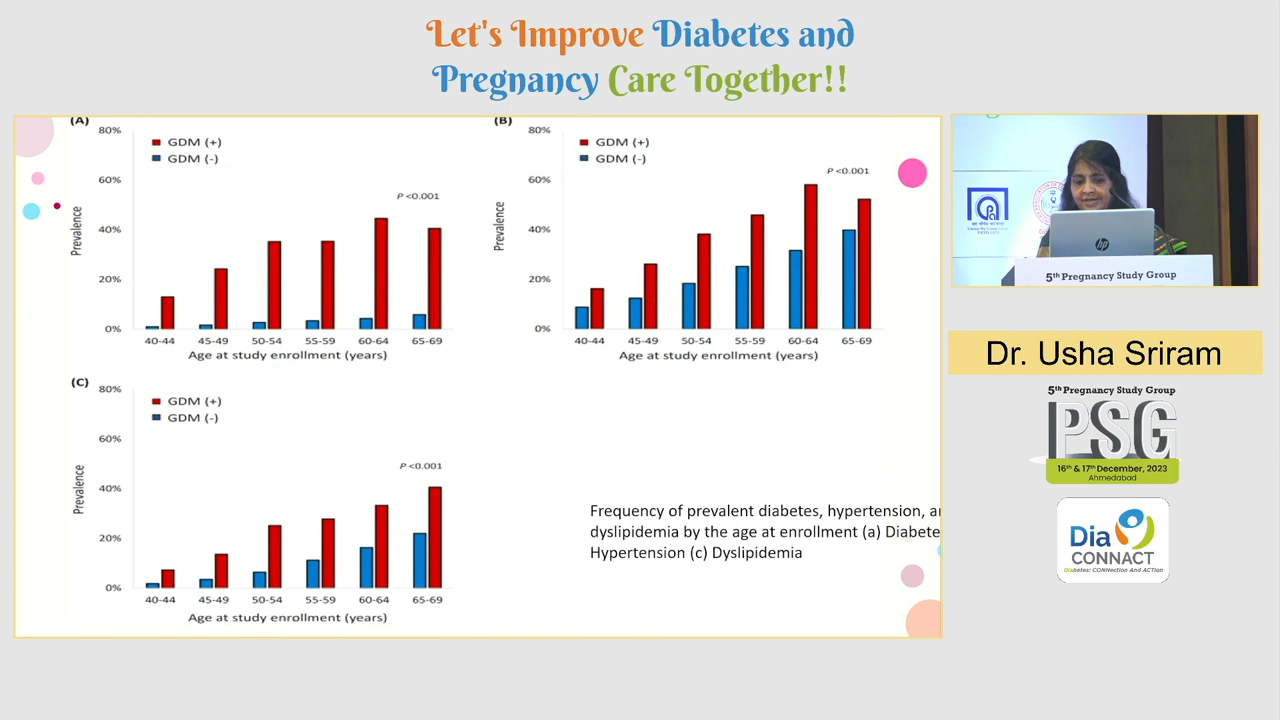 Let's Improve Diabetes and
Pregnancy Care Together!!
(A)
80%
60%
40%
20%
0%
Prevalence
GDM (+)
GDM (-)
P <0.001
40-44 45-49 50-54 55-59 60-64 65-69
Age at study enrollment (years)
(B)
80%
60%
40%
20%
0%
Prevalence
GDM (+)
GDM (-)
P <0.001
40-44 45-49 50-54 55-59 60-64 65-69
Age at study enrollment (years)
(C)
80%
60%
40%
20%
0%
Prevalence
GDM (+)
GDM (-)
P <0.001
40-44 45-49 50-54 55-59 60-64 65-69
Age at study enrollment (years)
Frequency of prevalent diabetes, hypertension, a
dyslipidemia by the age at enrollment (a) Diabete
Hypertension (c) Dyslipidemia
hp
5th Pregnancy Study Group
Dr. Usha Sriram
5th Pregnancy Study Group
PSG
16th & 17th December, 2023
Ahmedabad
Dia
CONNACT
Diabetes: CONNection And ACTion